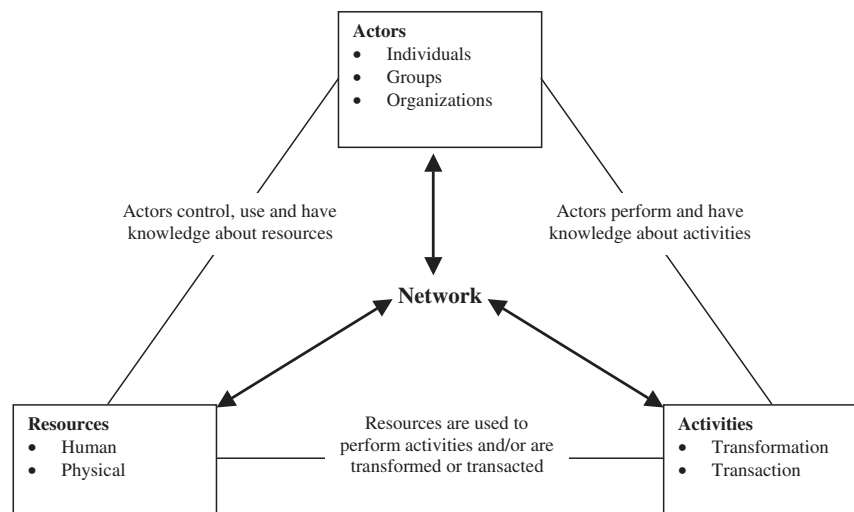 Actors
• Individuals
• Groups
• Organizations
Actors control, use and have
knowledge about resources
Actors perform and have
knowledge about activities
Network
Resources
• Human
• Physical
Resources are used to
perform activities and/or are
transformed or transacted
Activities
• Transformation
• Transaction